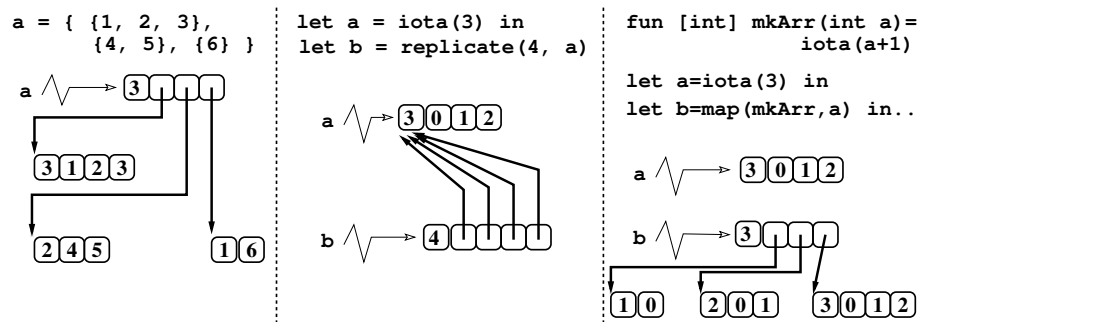 a = { {1, 2, 3},
{4, 5}, {6} }
a 3
3 1 2 3
2 4 5
1 6
let a = iota(3) in
let b = replicate(4, a)
a 3 0 1 2
b 4
fun [int] mkArr(int a)=
iota(a+1)
let a=iota(3) in
let b=map(mkArr,a) in..
a 3 0 1 2
b 3
1 0
2 0 1
3 0 1 2